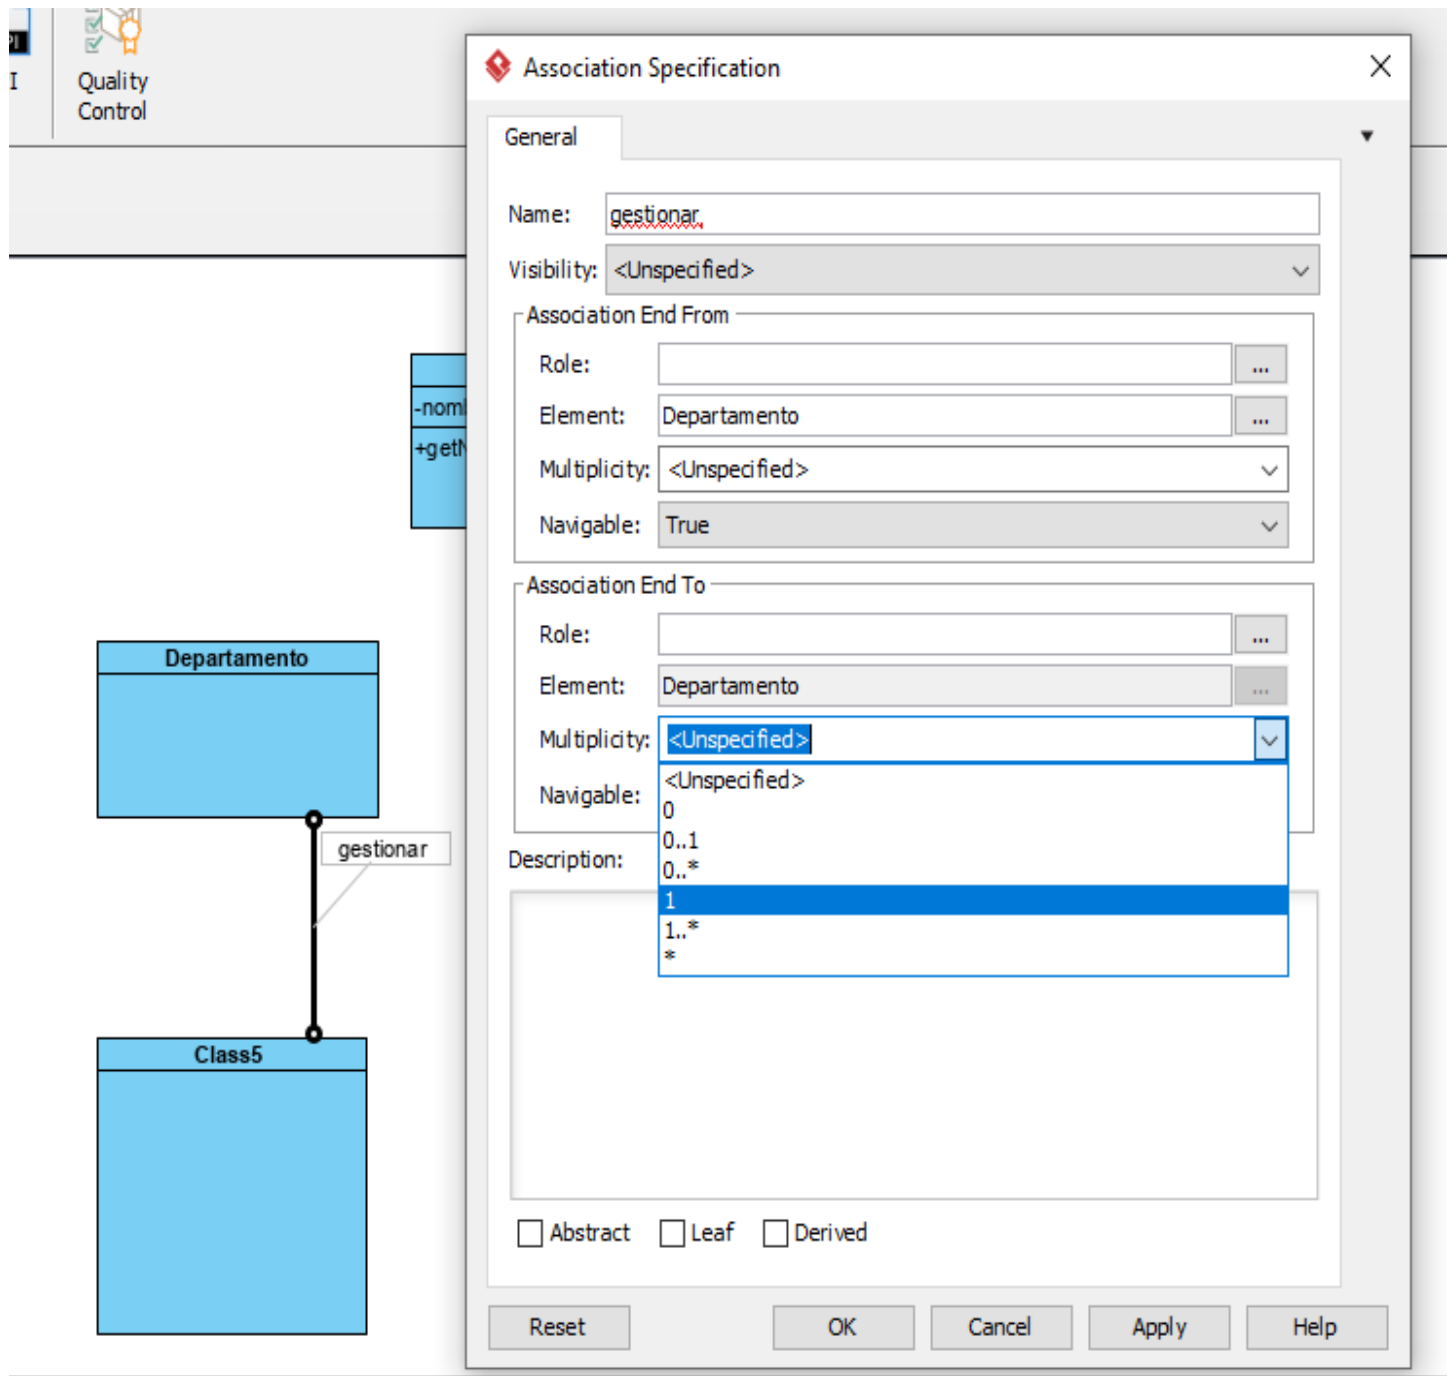 PI
I
Quality
Control
Association Specification
General
Name: gestionar
Visibility: <Unspecified>
Association End From
Role: ...
Element: Departamento ...
Multiplicity: <Unspecified>
Navigable: True
Association End To
Role: ...
Element: Departamento ...
Multiplicity: <Unspecified>
<Unspecified>
0
0..1
0..*
1
1..*
*
Navigable:
Description:
Abstract Leaf Derived
Reset OK Cancel Apply Help
-nom
+get
Departamento
gestionar
Class5